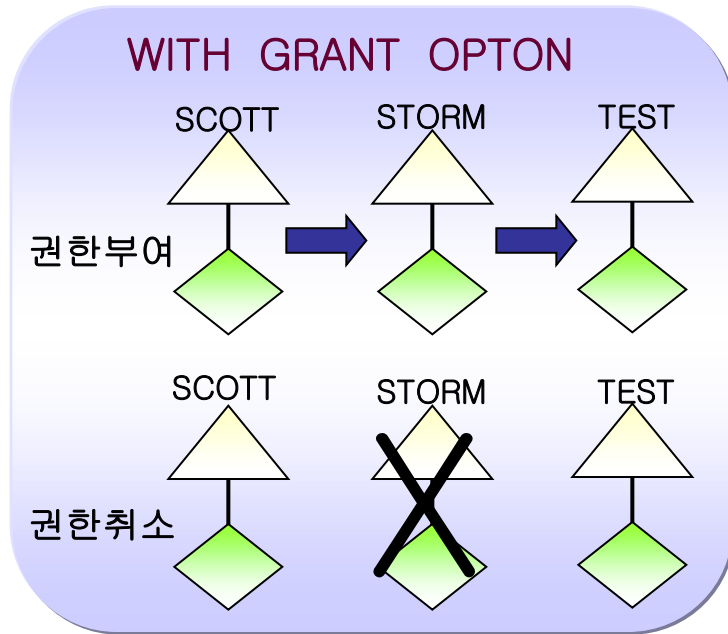 WITH GRANT OPTON
SCOTT STORM TEST
권한부여
SCOTT STORM TEST
권한취소